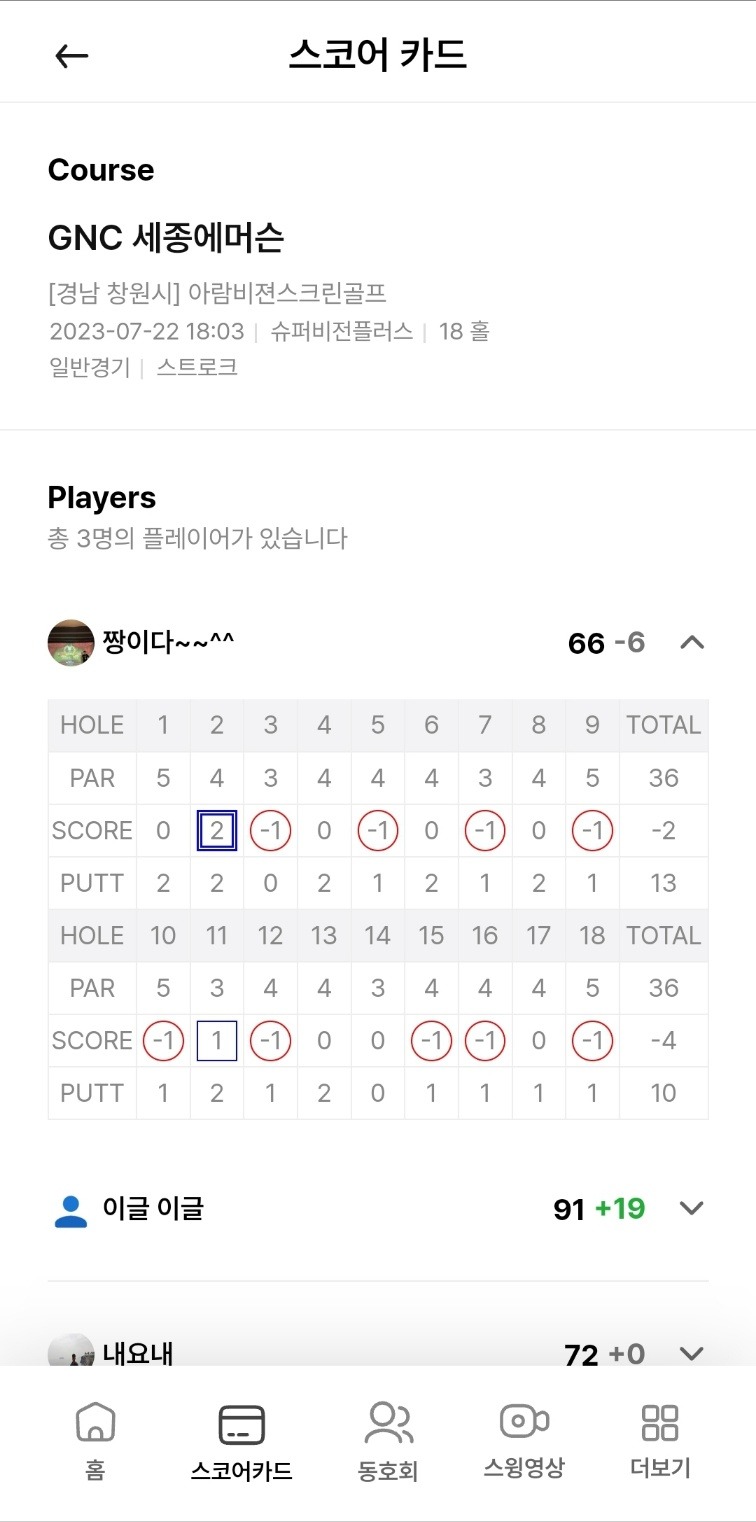 스코어 카드
Course
GNC 세종에머슨
[경남 창원시] 아람비젼스크린골프
2023-07-22 18:03 | 슈퍼비전플러스 | 18 홀
일반경기 | 스트로크
Players
총 3명의 플레이어가 있습니다
짱이다~~^^ 66 -6
HOLE 1 2 3 4 5 6 7 8 9 TOTAL
PAR 5 4 3 4 4 4 3 4 5 36
SCORE 0 2 -1 0 -1 0 -1 0 -1 -2
PUTT 2 2 0 2 1 2 1 2 1 13
HOLE 10 11 12 13 14 15 16 17 18 TOTAL
PAR 5 3 4 4 3 4 4 4 5 36
SCORE -1 1 -1 0 0 -1 -1 0 -1 -4
PUTT 1 2 1 2 0 1 1 1 1 10
이글 이글 91 +19
내요내 72 +0
홈 스코어카드 동호회 스윙영상 더보기